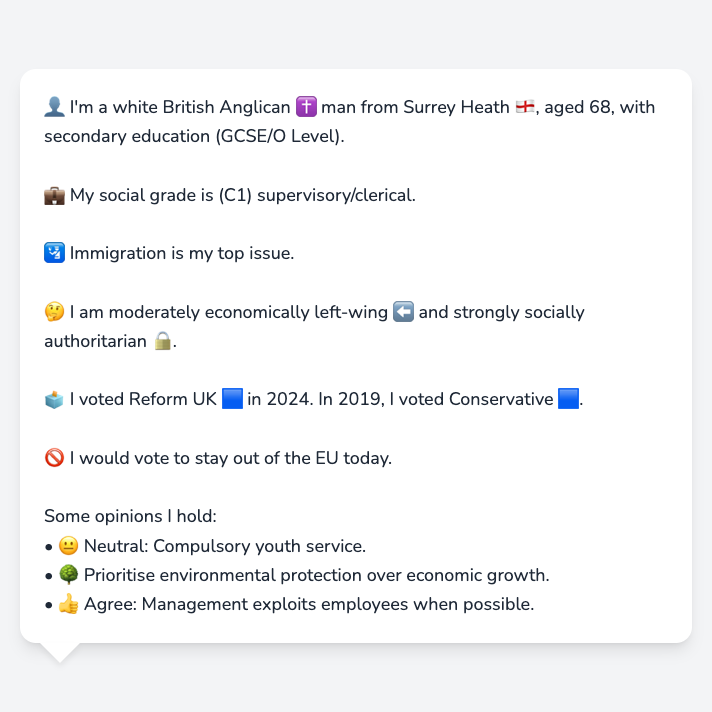 👤 I'm a white British Anglican ✝️ man from Surrey Heath 🏴󠁧󠁢󠁥󠁮󠁧󠁿, aged 68, with
secondary education (GCSE/O Level).
💼 My social grade is (C1) supervisory/clerical.
🛂 Immigration is my top issue.
🤔 I am moderately economically left-wing ⬅️ and strongly socially
authoritarian 🔒.
🗳️ I voted Reform UK 🟦 in 2024. In 2019, I voted Conservative 🟦.
🚫 I would vote to stay out of the EU today.
Some opinions I hold:
• 😐 Neutral: Compulsory youth service.
• 🌳 Prioritise environmental protection over economic growth.
• 👍 Agree: Management exploits employees when possible.